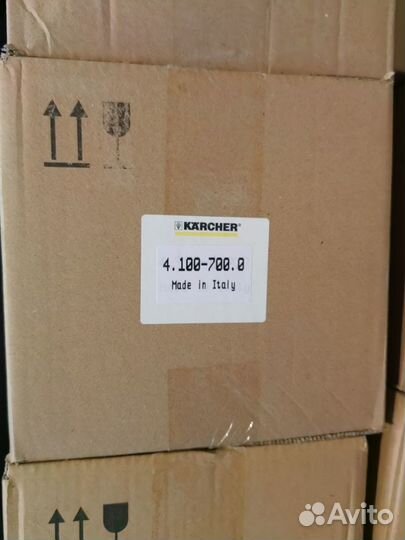 KÄRCHER®
4.100-700.0
Made in Italy
Avito